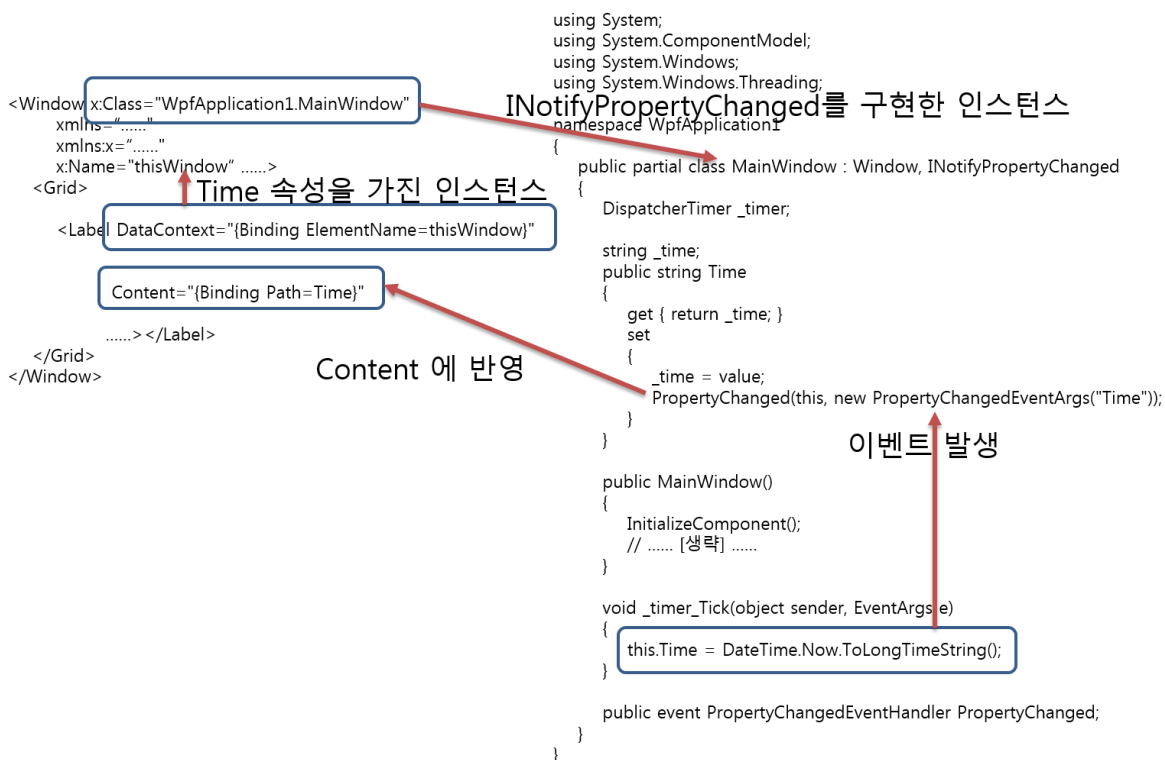 <Window x:Class="WpfApplication1.MainWindow"
xmlns="......"
xmlns:x="......"
x:Name="thisWindow" ......>
<Grid>
Time 속성을 가진 인스턴스
<Label DataContext="{Binding ElementName=thisWindow}"
Content="{Binding Path=Time}"
......></Label>
</Grid>
</Window>
Content 에 반영
using System;
using System.ComponentModel;
using System.Windows;
using System.Windows.Threading;
INotifyPropertyChanged를 구현한 인스턴스
namespace WpfApplication1
{
public partial class MainWindow : Window, INotifyPropertyChanged
{
DispatcherTimer _timer;
string _time;
public string Time
{
get { return _time; }
set
{
_time = value;
PropertyChanged(this, new PropertyChangedEventArgs("Time"));
}
}
이벤트 발생
public MainWindow()
{
InitializeComponent();
// ...... [생략] ......
}
void _timer_Tick(object sender, EventArgs e)
{
this.Time = DateTime.Now.ToLongTimeString();
}
public event PropertyChangedEventHandler PropertyChanged;
}
}